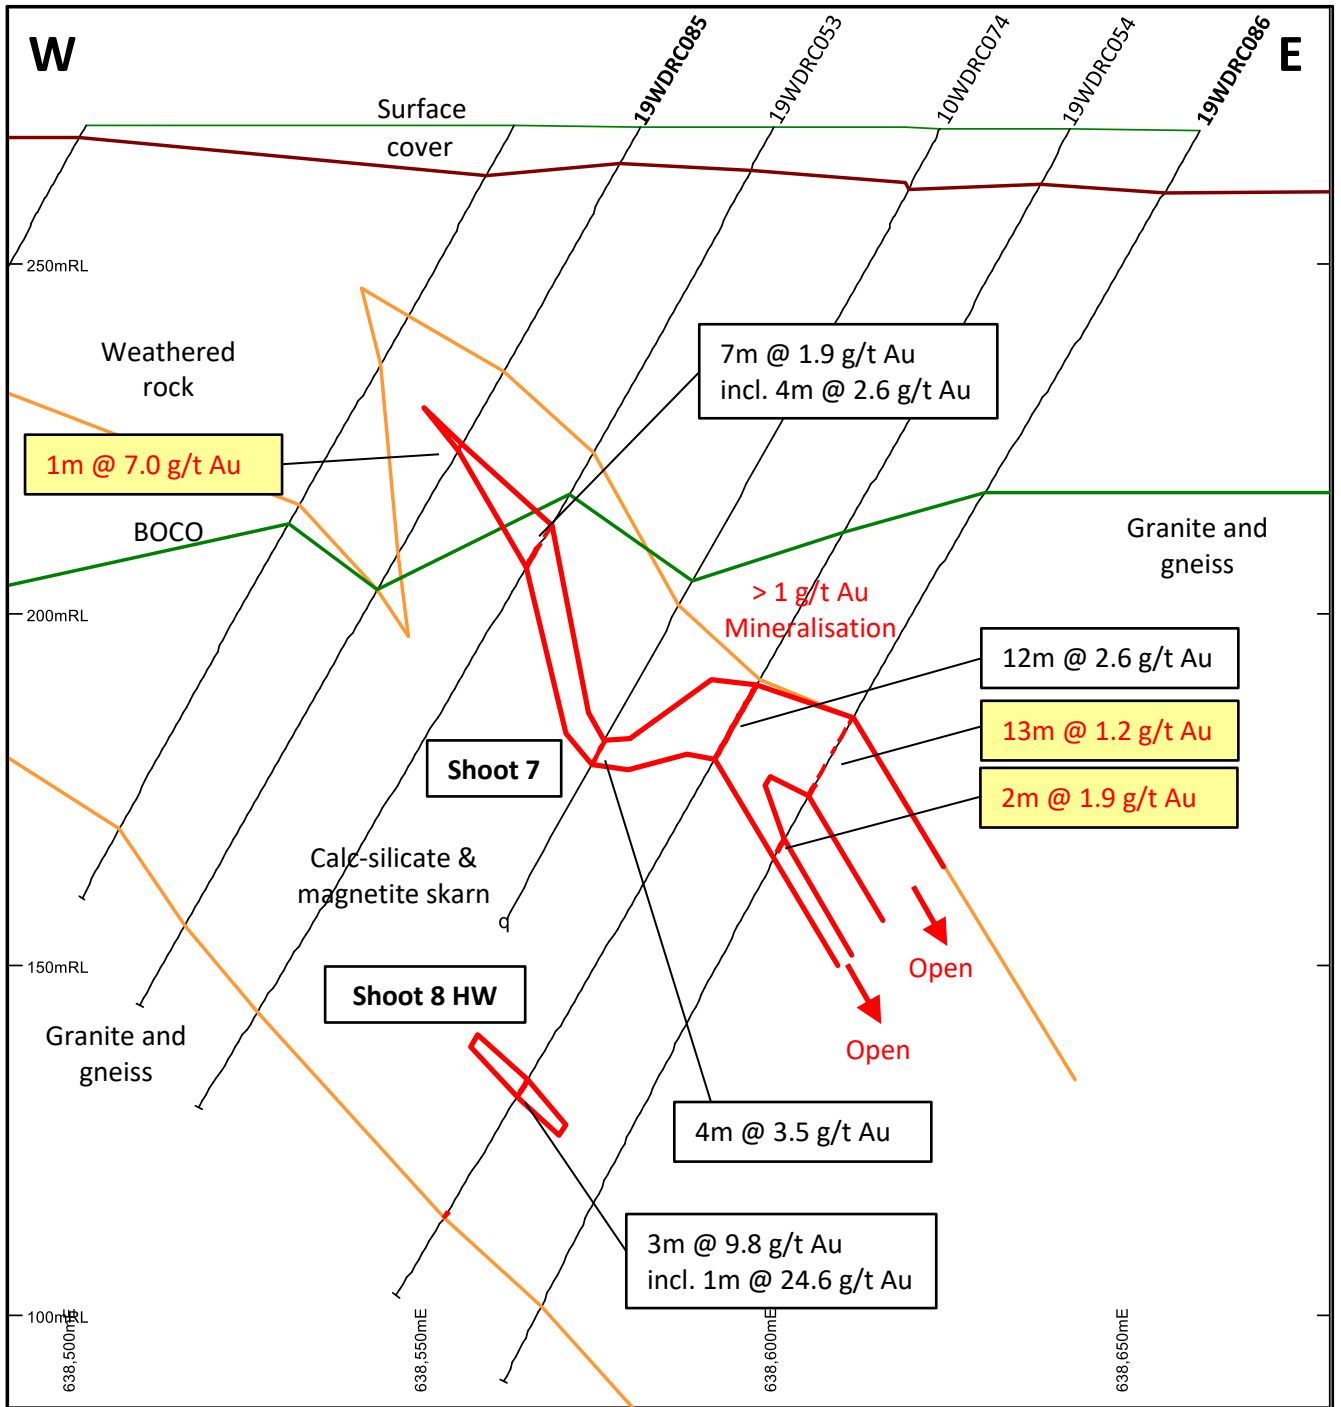 W
E
19WDRC085
19WDRC053
10WDRC074
19WDRC054
19WDRC086
Surface
cover
250mRL
Weathered
rock
7m @ 1.9 g/t Au
incl. 4m @ 2.6 g/t Au
1m @ 7.0 g/t Au
BOCO
Granite and
gneiss
200mRL
> 1 g/t Au
Mineralisation
12m @ 2.6 g/t Au
13m @ 1.2 g/t Au
Shoot 7
2m @ 1.9 g/t Au
Calc-silicate &
magnetite skarn
q
150mRL
Open
Shoot 8 HW
Granite and
gneiss
Open
4m @ 3.5 g/t Au
3m @ 9.8 g/t Au
incl. 1m @ 24.6 g/t Au
100mRL
638,500mE
638,550mE
638,600mE
638,650mE